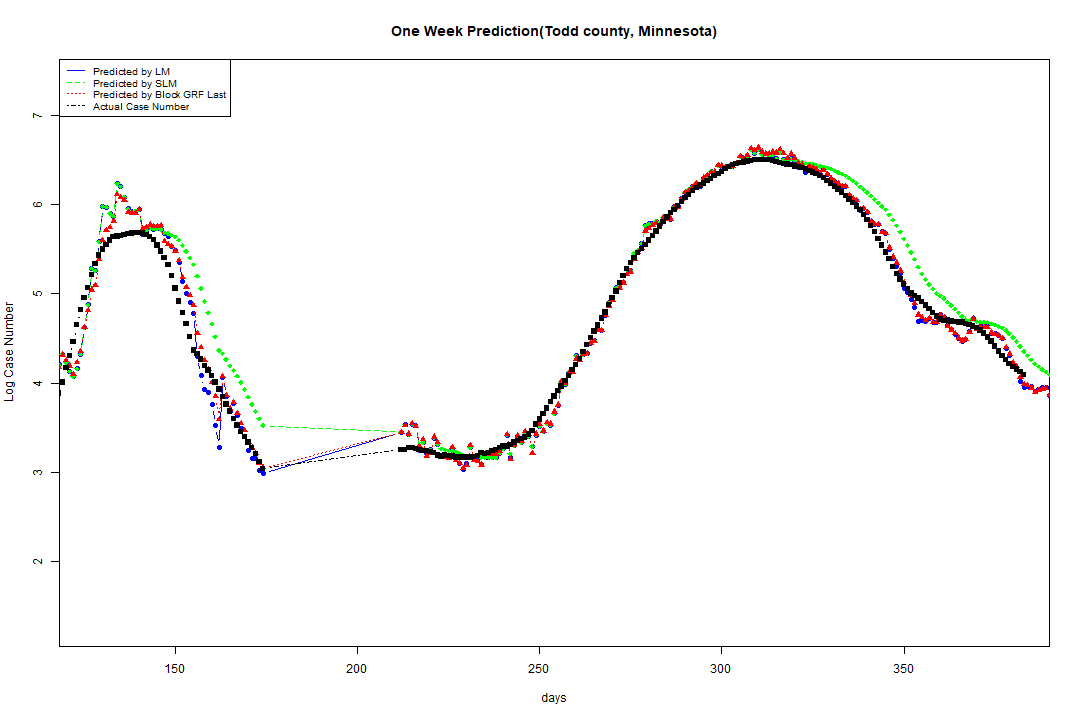 One Week Prediction(Todd county, Minnesota)
Predicted by LM
Predicted by SLM
Predicted by Block GRF Last
Actual Case Number
7
6
5
4
3
2
Log Case Number
150 200 250 300 350
days